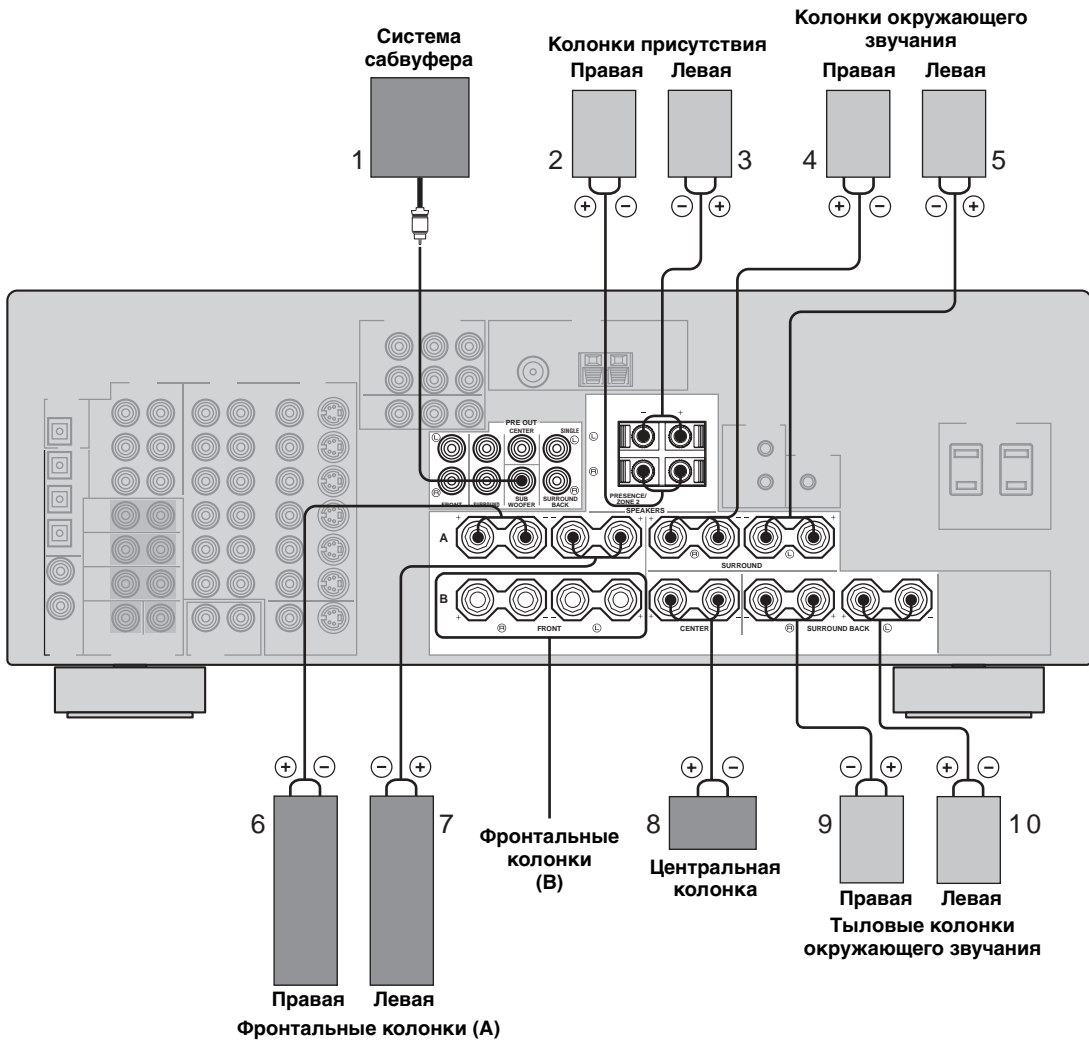 Система
сабвуфера
Колонки присутствия
Правая Левая
Колонки окружающего
звучания
Правая Левая
1
2
3
4
5
+ − − + + − − +
PRE OUT
CENTER
SINGLE
L
L
R
R
FRONT
SURROUND
SUB
WOOFER
SURROUND
BACK
− +
L
R
PRESENCE/
ZONE 2
SPEAKERS
A
+ − − + + − − +
R
L
SURROUND
B
+ − − + + − − + + −
R
FRONT
L
CENTER
R
SURROUND BACK
L
+ − − + + − − + + −
6
7
8
9
10
Фронтальные
колонки
(B)
Центральная
колонка
Правая Левая
Тыловые колонки
окружающего звучания
Правая Левая
Фронтальные колонки (A)